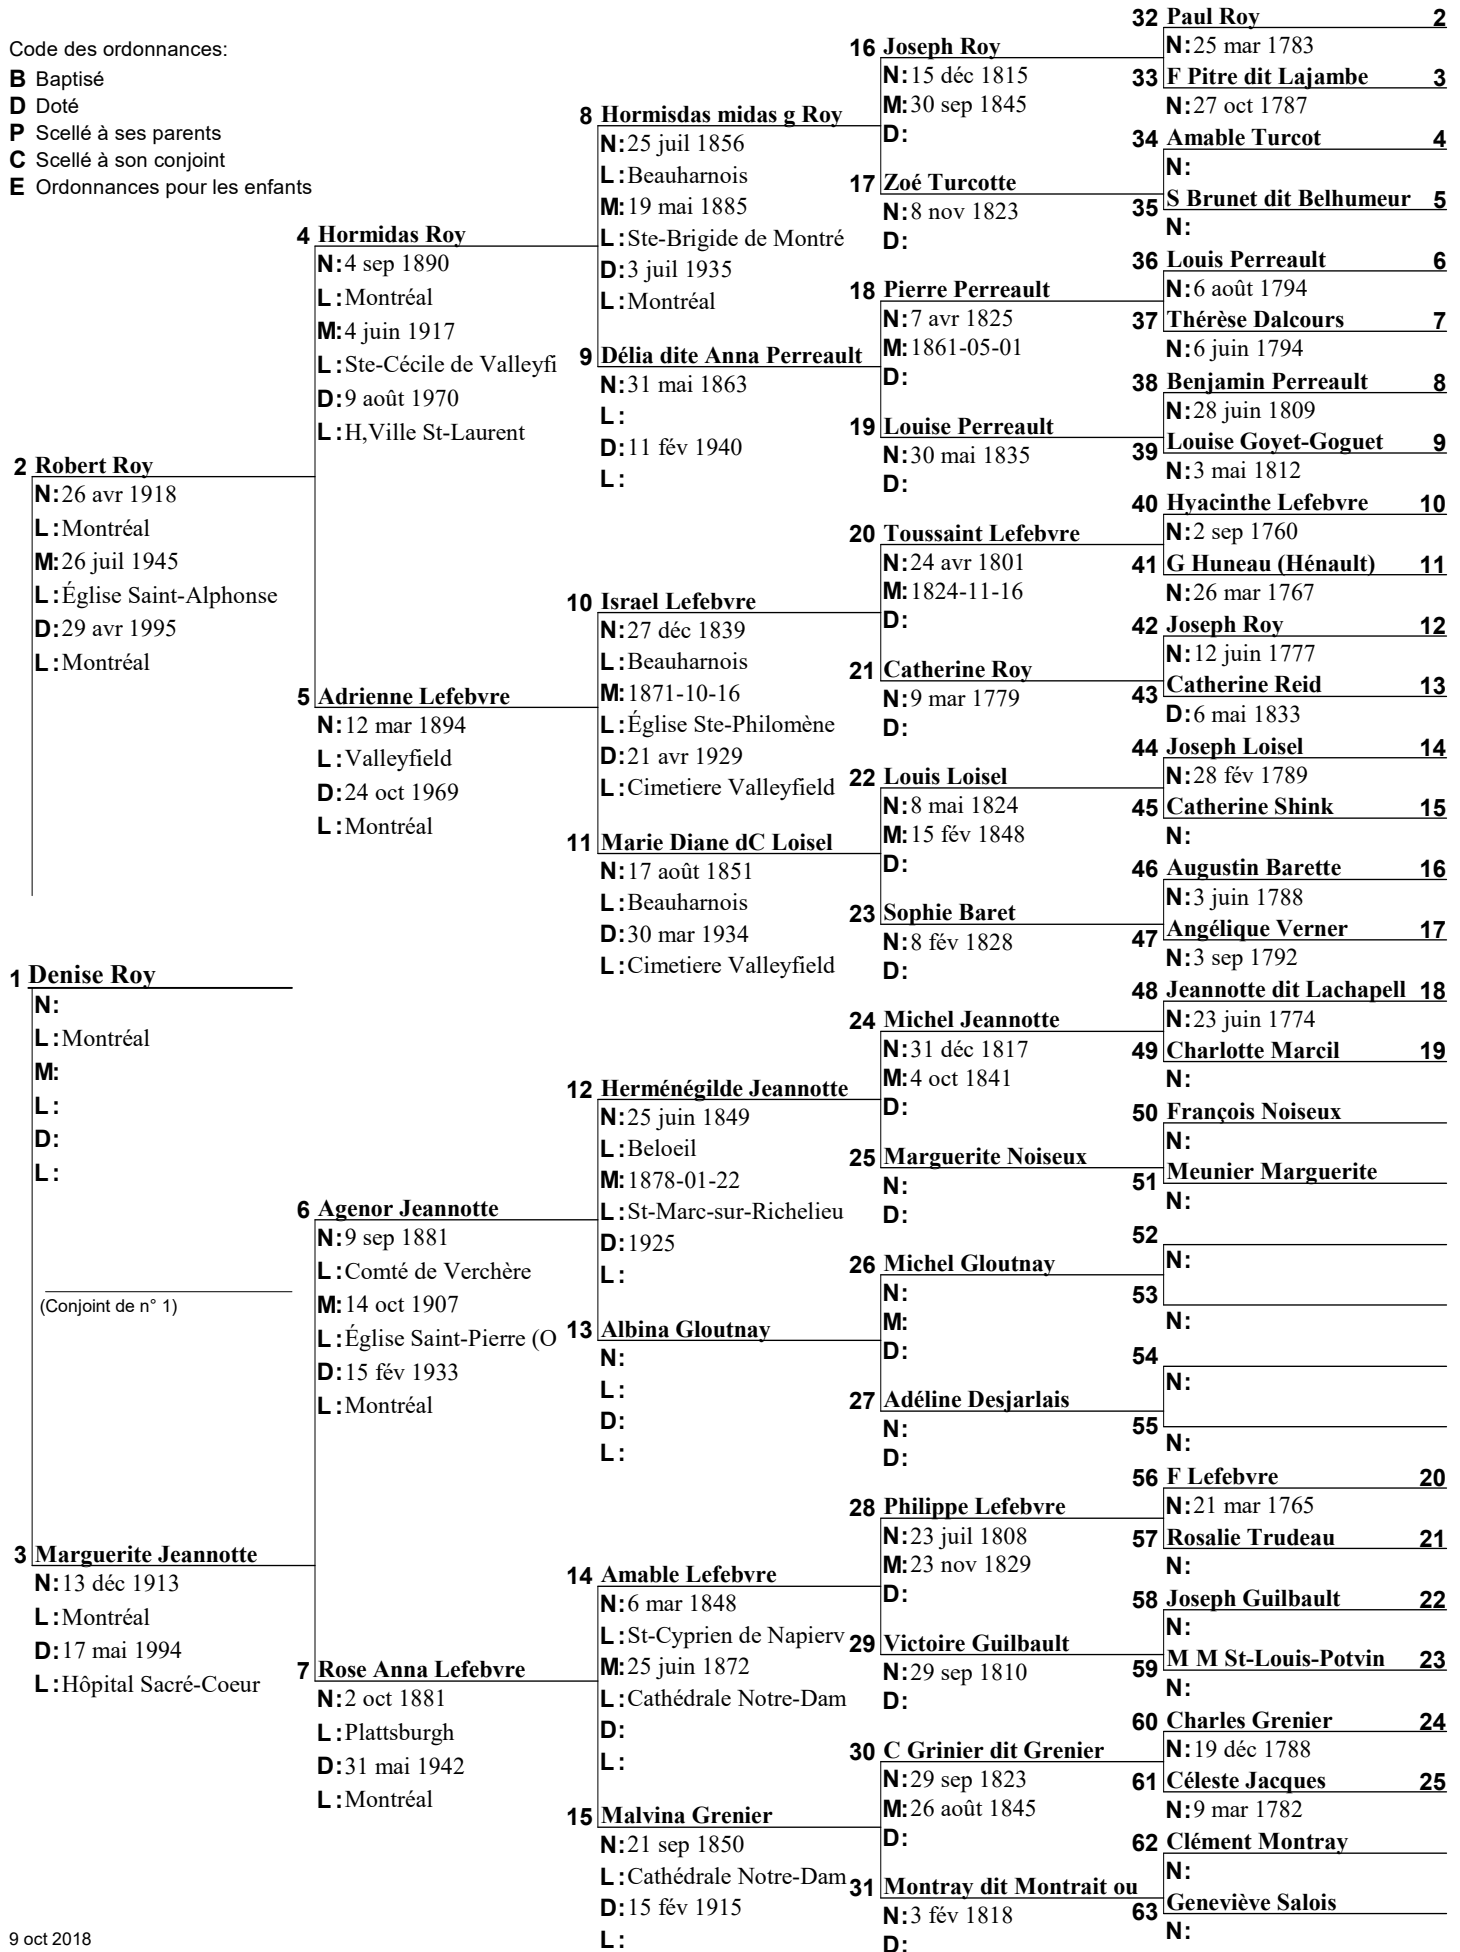 Code des ordonnances:
B Baptisé
D Doté
P Scellé à ses parents
C Scellé à son conjoint
E Ordonnances pour les enfants
1 Denise Roy
N:
L: Montréal
M:
L:
D:
L:
(Conjoint de n° 1)
2 Robert Roy
N: 26 avr 1918
L: Montréal
M: 26 juil 1945
L: Église Saint-Alphonse
D: 29 avr 1995
L: Montréal
3 Marguerite Jeannotte
N: 13 déc 1913
L: Montréal
D: 17 mai 1994
L: Hôpital Sacré-Coeur
4 Hormidas Roy
N: 4 sep 1890
L: Montréal
M: 4 juin 1917
L: Ste-Cécile de Valleyfi
D: 9 août 1970
L: H,Ville St-Laurent
5 Adrienne Lefebvre
N: 12 mar 1894
L: Valleyfield
D: 24 oct 1969
L: Montréal
6 Agenor Jeannotte
N: 9 sep 1881
L: Comté de Verchère
M: 14 oct 1907
L: Église Saint-Pierre (O
D: 15 fév 1933
L: Montréal
7 Rose Anna Lefebvre
N: 2 oct 1881
L: Plattsburgh
D: 31 mai 1942
L: Montréal
8 Hormisdas midas g Roy
N: 25 juil 1856
L: Beauharnois
M: 19 mai 1885
L: Ste-Brigide de Montré
D: 3 juil 1935
L: Montréal
9 Délia dite Anna Perreault
N: 31 mai 1863
L:
D: 11 fév 1940
L:
10 Israel Lefebvre
N: 27 déc 1839
L: Beauharnois
M: 1871-10-16
L: Église Ste-Philomène
D: 21 avr 1929
L: Cimetiere Valleyfield
11 Marie Diane dC Loisel
N: 17 août 1851
L: Beauharnois
D: 30 mar 1934
L: Cimetiere Valleyfield
12 Herménégilde Jeannotte
N: 25 juin 1849
L: Beloeil
M: 1878-01-22
L: St-Marc-sur-Richelieu
D: 1925
L:
13 Albina Gloutnay
N:
L:
D:
L:
14 Amable Lefebvre
N: 6 mar 1848
L: St-Cyprien de Napierv
M: 25 juin 1872
L: Cathédrale Notre-Dam
D:
L:
15 Malvina Grenier
N: 21 sep 1850
L: Cathédrale Notre-Dam
D: 15 fév 1915
L:
16 Joseph Roy
N: 15 déc 1815
M: 30 sep 1845
D:
17 Zoé Turcotte
N: 8 nov 1823
D:
18 Pierre Perreault
N: 7 avr 1825
M: 1861-05-01
D:
19 Louise Perreault
N: 30 mai 1835
D:
20 Toussaint Lefebvre
N: 24 avr 1801
M: 1824-11-16
D:
21 Catherine Roy
N: 9 mar 1779
D:
22 Louis Loisel
N: 8 mai 1824
M: 15 fév 1848
D:
23 Sophie Baret
N: 8 fév 1828
D:
24 Michel Jeannotte
N: 31 déc 1817
M: 4 oct 1841
D:
25 Marguerite Noiseux
N:
D:
26 Michel Gloutnay
N:
M:
D:
27 Adéline Desjarlais
N:
D:
28 Philippe Lefebvre
N: 23 juil 1808
M: 23 nov 1829
D:
29 Victoire Guilbault
N: 29 sep 1810
D:
30 C Grinier dit Grenier
N: 29 sep 1823
M: 26 août 1845
D:
31 Montray dit Montrait ou
N: 3 fév 1818
D:
32 Paul Roy 2
N: 25 mar 1783
33 F Pitre dit Lajambe 3
N: 27 oct 1787
34 Amable Turcot 4
N:
35 S Brunet dit Belhumeur 5
N:
36 Louis Perreault 6
N: 6 août 1794
37 Thérèse Dalcours 7
N: 6 juin 1794
38 Benjamin Perreault 8
N: 28 juin 1809
39 Louise Goyet-Goguet 9
N: 3 mai 1812
40 Hyacinthe Lefebvre 10
N: 2 sep 1760
41 G Huneau (Hénault) 11
N: 26 mar 1767
42 Joseph Roy 12
N: 12 juin 1777
43 Catherine Reid 13
D: 6 mai 1833
44 Joseph Loisel 14
N: 28 fév 1789
45 Catherine Shink 15
N:
46 Augustin Barette 16
N: 3 juin 1788
47 Angélique Verner 17
N: 3 sep 1792
48 Jeannotte dit Lachapell 18
N: 23 juin 1774
49 Charlotte Marcil 19
N:
50 François Noiseux
N:
51 Meunier Marguerite
N:
52
N:
53
N:
54
N:
55
N:
56 F Lefebvre 20
N: 21 mar 1765
57 Rosalie Trudeau 21
N:
58 Joseph Guilbault 22
N:
59 M M St-Louis-Potvin 23
N:
60 Charles Grenier 24
N: 19 déc 1788
61 Céleste Jacques 25
N: 9 mar 1782
62 Clément Montray
N:
63 Geneviève Salois
N:
9 oct 2018